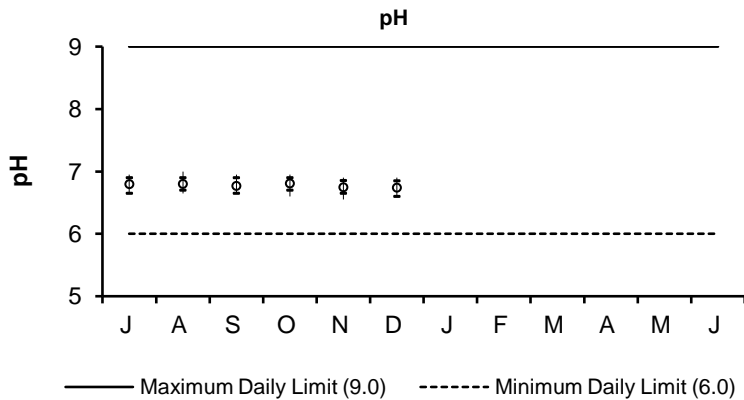 pH
9
8
7
6
5
pH
J A S O N D J F M A M J
Maximum Daily Limit (9.0) Minimum Daily Limit (6.0)